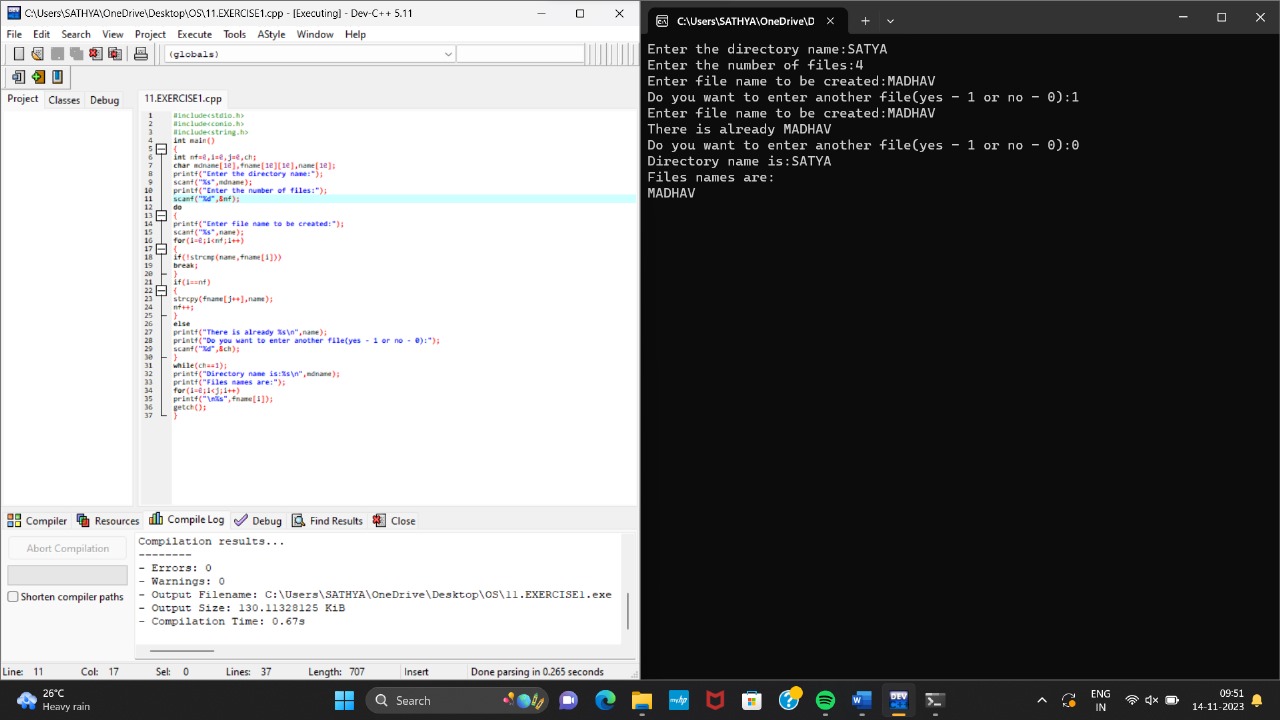 C:\Users\SATHYA\OneDrive\Desktop\OS\11.EXERCISE1.cpp - [Executing] - Dev-C++ 5.11
File Edit Search View Project Execute Tools AStyle Window Help
(globals)
Project Classes Debug
11.EXERCISE1.cpp
1 #include<stdio.h>
2 #include<conio.h>
3 #include<string.h>
4 int main()
5 {
6 int nf=0,i=0,j=0,ch;
7 char mdname[10],fname[10][10],name[10];
8 printf("Enter the directory name:");
9 scanf("%s",mdname);
10 printf("Enter the number of files:");
11 scanf("%d",&nf);
12 do
13 {
14 printf("Enter file name to be created:");
15 scanf("%s",name);
16 for(i=0;i<nf;i++)
17 {
18 if(!strcmp(name,fname[i]))
19 break;
20 }
21 if(i==nf)
22 {
23 strcpy(fname[j++],name);
24 nf++;
25 }
26 else
27 printf("There is already %s\n",name);
28 printf("Do you want to enter another file(yes - 1 or no - 0):");
29 scanf("%d",&ch);
30 }
31 while(ch==1);
32 printf("Directory name is:%s\n",mdname);
33 printf("Files names are:");
34 for(i=0;i<j;i++)
35 printf("\n%s",fname[i]);
36 getch();
37 }
Compiler Resources Compile Log Debug Find Results Close
Abort Compilation
Shorten compiler paths
Compilation results...
--------
- Errors: 0
- Warnings: 0
- Output Filename: C:\Users\SATHYA\OneDrive\Desktop\OS\11.EXERCISE1.exe
- Output Size: 130.11328125 KiB
- Compilation Time: 0.67s
Line: 11 Col: 17 Sel: 0 Lines: 37 Length: 707 Insert Done parsing in 0.265 seconds
C:\Users\SATHYA\OneDrive\D
Enter the directory name:SATYA
Enter the number of files:4
Enter file name to be created:MADHAV
Do you want to enter another file(yes - 1 or no - 0):1
Enter file name to be created:MADHAV
There is already MADHAV
Do you want to enter another file(yes - 1 or no - 0):0
Directory name is:SATYA
Files names are:
MADHAV
26°C
Heavy rain
Search
myhp
DEV
ENG
IN
09:51
14-11-2023